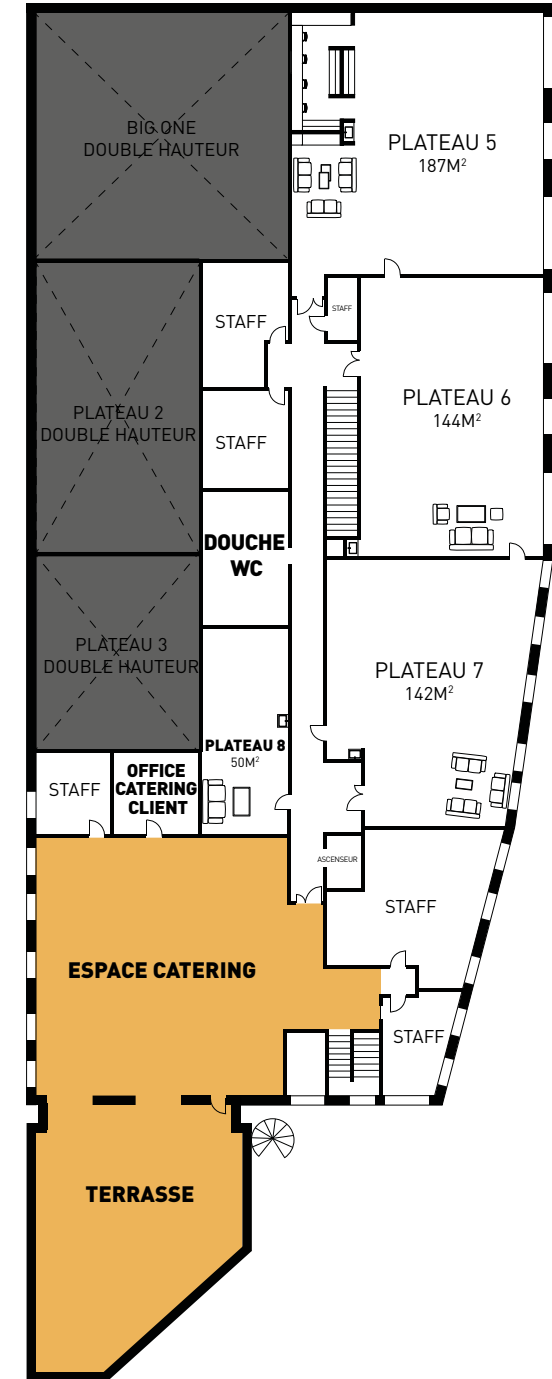 BIG ONE
DOUBLE HAUTEUR
PLATEAU 5
187M²
STAFF
STAFF
PLATEAU 6
144M²
PLATEAU 2
DOUBLE HAUTEUR
STAFF
DOUCHE
WC
PLATEAU 3
DOUBLE HAUTEUR
PLATEAU 7
142M²
PLATEAU 8
50M²
STAFF
OFFICE
CATERING
CLIENT
ASCENSEUR
STAFF
ESPACE CATERING
STAFF
TERRASSE